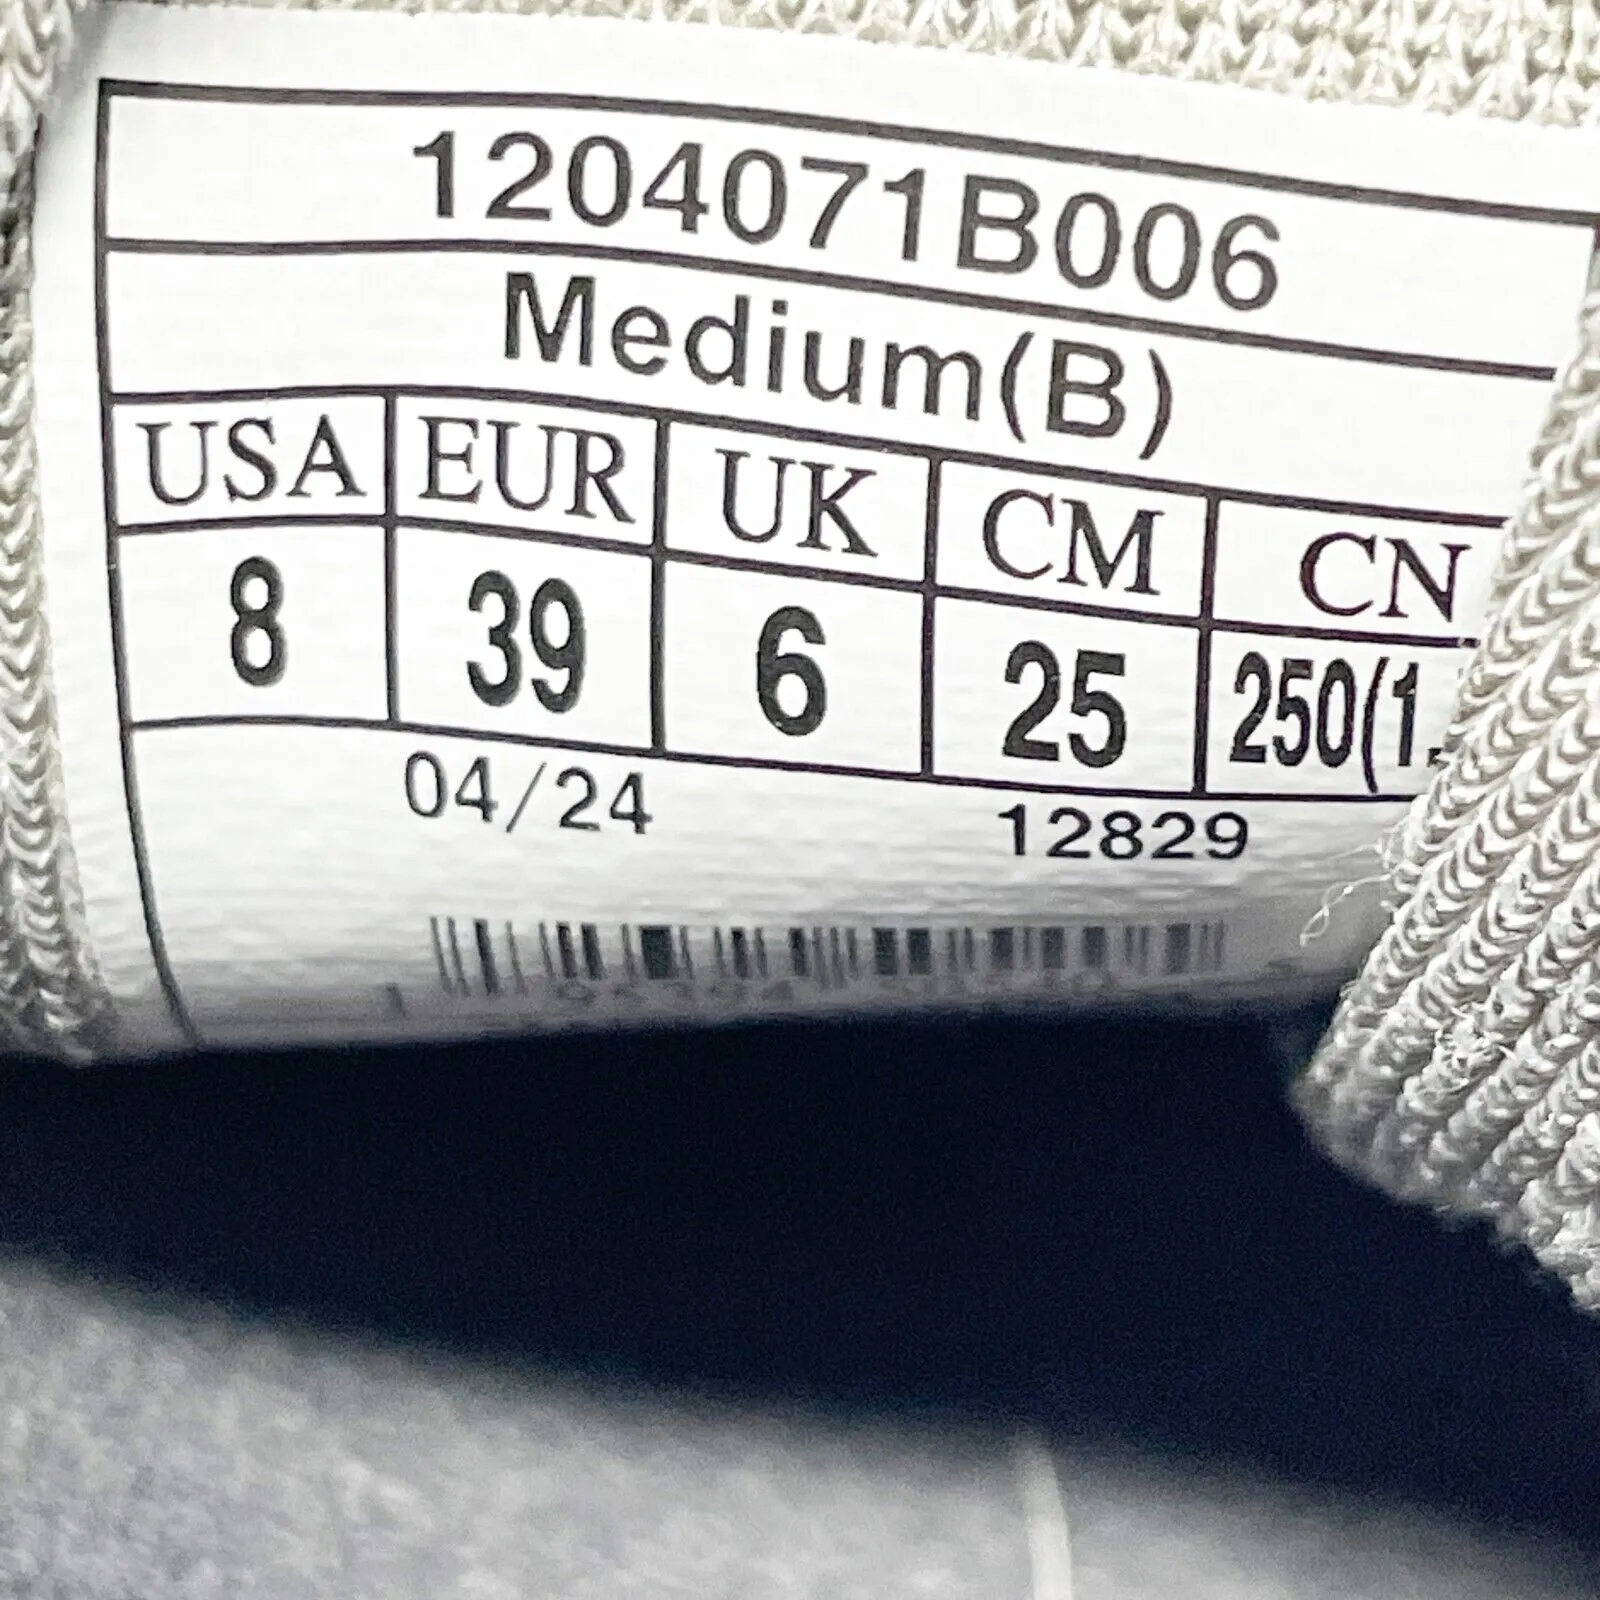 1204071B006
Medium(B)
USA EUR UK CM CN
8 39 6 25 250(1.
04/24 12829